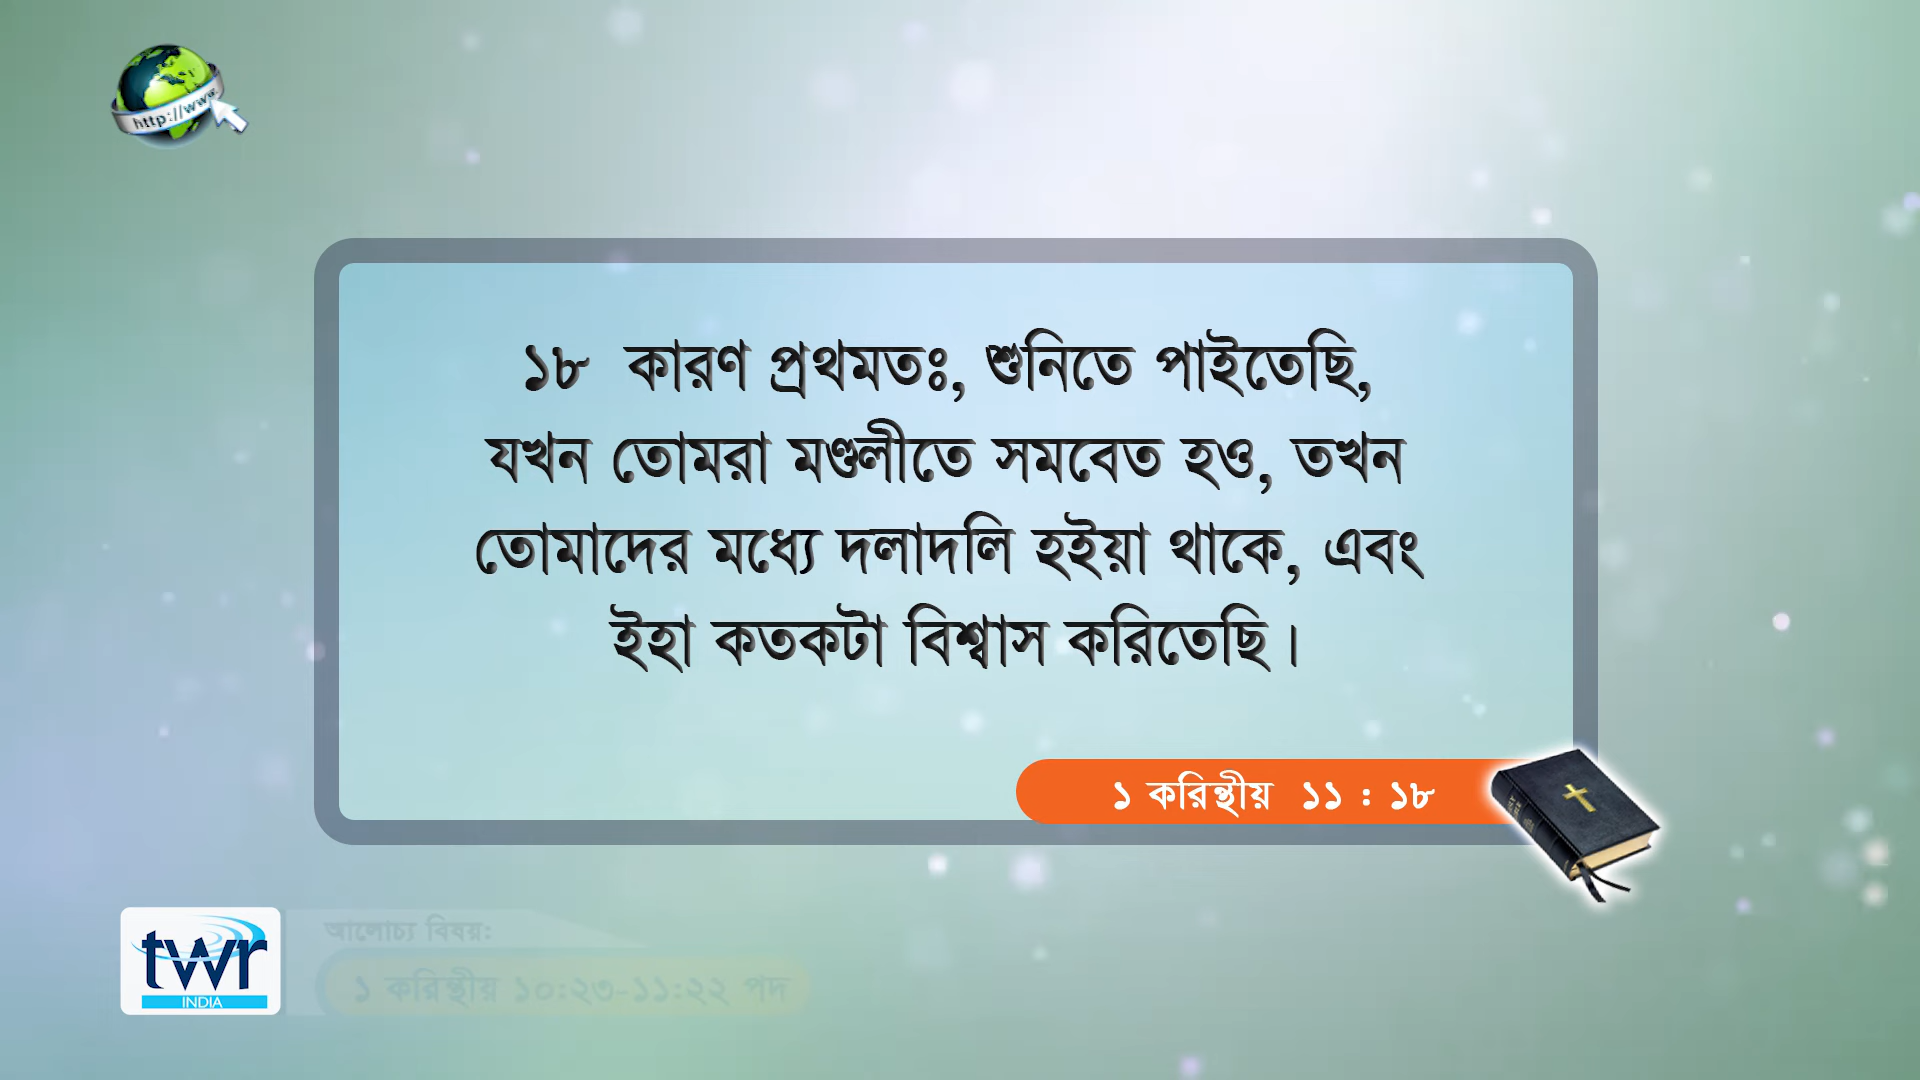 http://www.
১৮ কারণ প্রথমতঃ, শুনিতে পাইতেছি,
যখন তোমরা মণ্ডলীতে সমবেত হও, তখন
তোমাদের মধ্যে দলাদলি হইয়া থাকে, এবং
ইহা কতকটা বিশ্বাস করিতেছি।
১ করিন্থীয় ১১ : ১৮
twr
INDIA
আলোচ্য বিষয়:
১ করিন্থীয় ১০:২৩-১১:২২ পদ